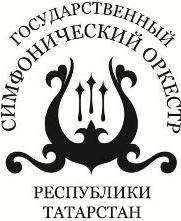 ГОСУДАРСТВЕННЫЙ
СИМФОНИЧЕСКИЙ ОРКЕСТР
РЕСПУБЛИКИ
ТАТАРСТАН